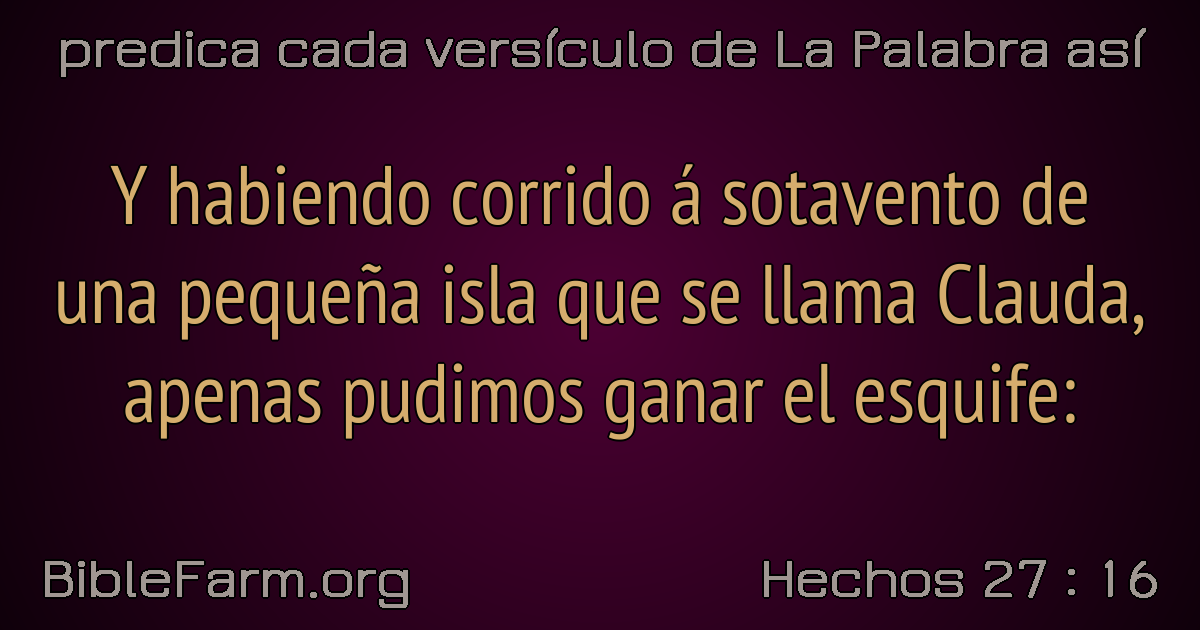 predica cada versículo de La Palabra así
Y habiendo corrido á sotavento de
una pequeña isla que se llama Clauda,
apenas pudimos ganar el esquife:
BibleFarm.org
Hechos 27 : 16